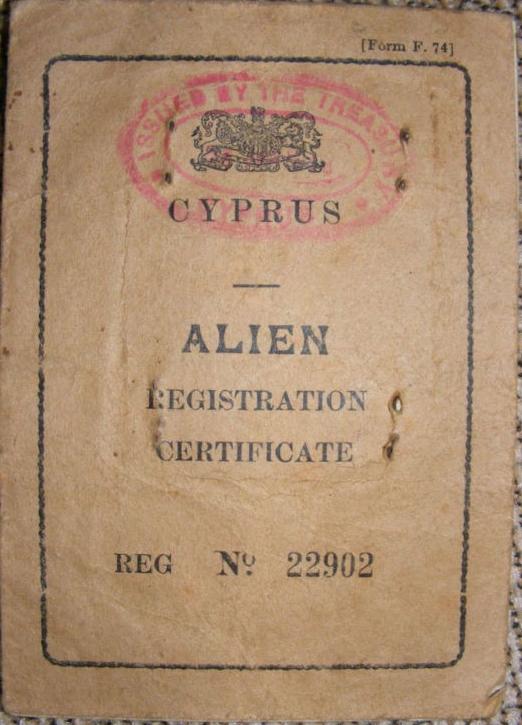 [Form F. 74]
ISSUED BY THE TREASURY
CYPRUS
ALIEN
REGISTRATION
CERTIFICATE
REG Nº 22902